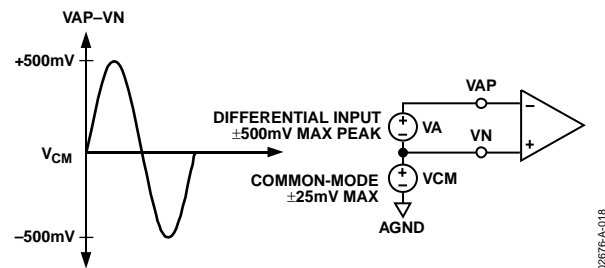 VAP–VN
+500mV
VCM
–500mV
DIFFERENTIAL INPUT
±500mV MAX PEAK
COMMON-MODE
±25mV MAX
VAP
+
–
VA
VN
+
–
VCM
AGND
–
+
02676-A-018